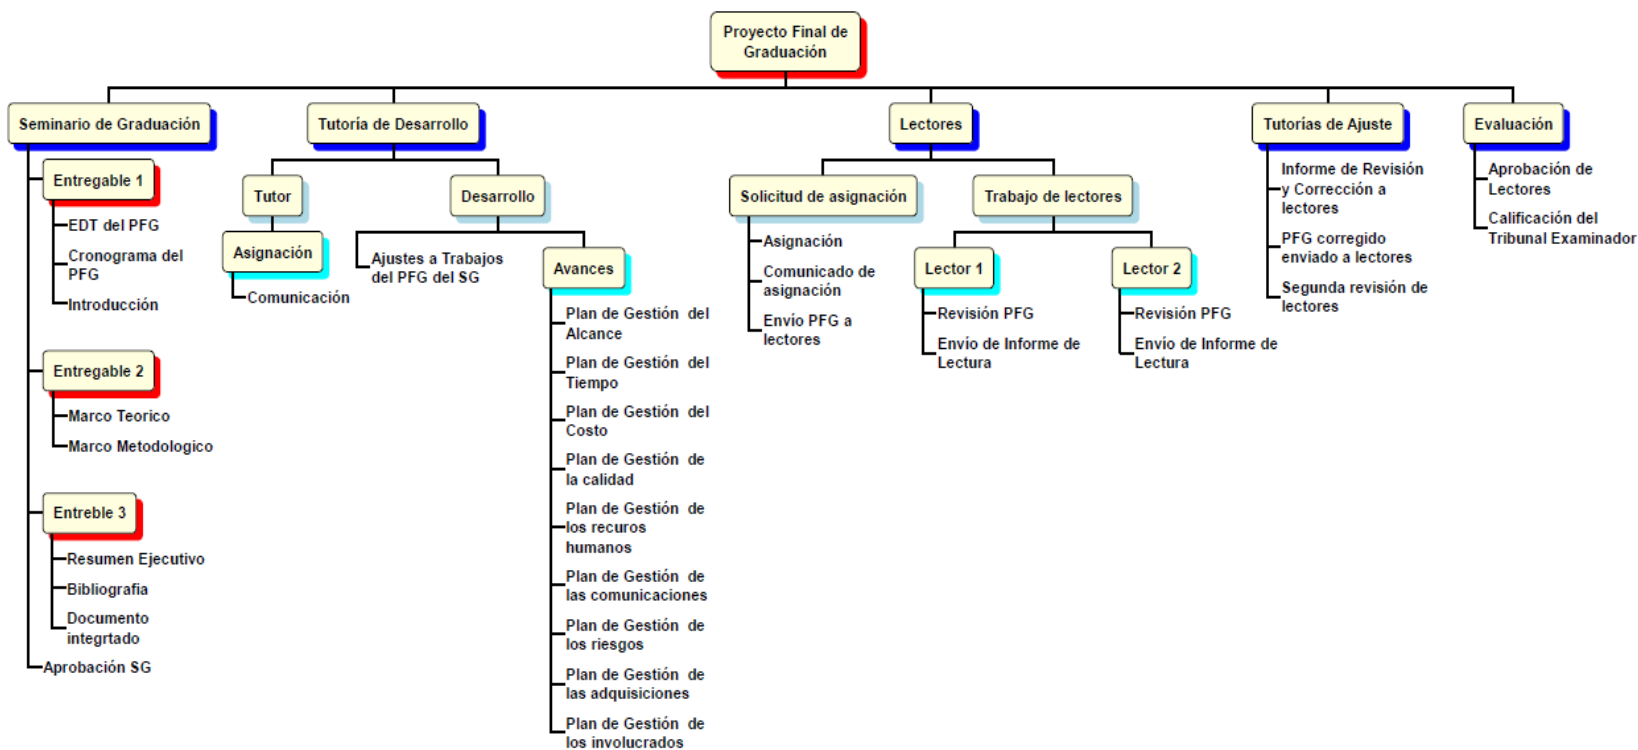 Proyecto Final de
Graduación
Seminario de Graduación
Tutoría de Desarrollo
Lectores
Tutorías de Ajuste
Evaluación
Entregable 1
EDT del PFG
Cronograma del
PFG
Introducción
Entregable 2
Marco Teorico
Marco Metodologico
Entreble 3
Resumen Ejecutivo
Bibliografia
Documento
integrtado
Aprobación SG
Tutor
Asignación
Comunicación
Desarrollo
Ajustes a Trabajos
del PFG del SG
Avances
Plan de Gestión del
Alcance
Plan de Gestión del
Tiempo
Plan de Gestión del
Costo
Plan de Gestión de
la calidad
Plan de Gestión de
los recuros
humanos
Plan de Gestión de
las comunicaciones
Plan de Gestión de
los riesgos
Plan de Gestión de
las adquisiciones
Plan de Gestión de
los involucrados
Solicitud de asignación
Asignación
Comunicado de
asignación
Envío PFG a
lectores
Trabajo de lectores
Lector 1
Revisión PFG
Envío de Informe de
Lectura
Lector 2
Revisión PFG
Envío de Informe de
Lectura
Informe de Revisión
y Corrección a
lectores
PFG corregido
enviado a lectores
Segunda revisión de
lectores
Aprobación de
Lectores
Calificación del
Tribunal Examinador